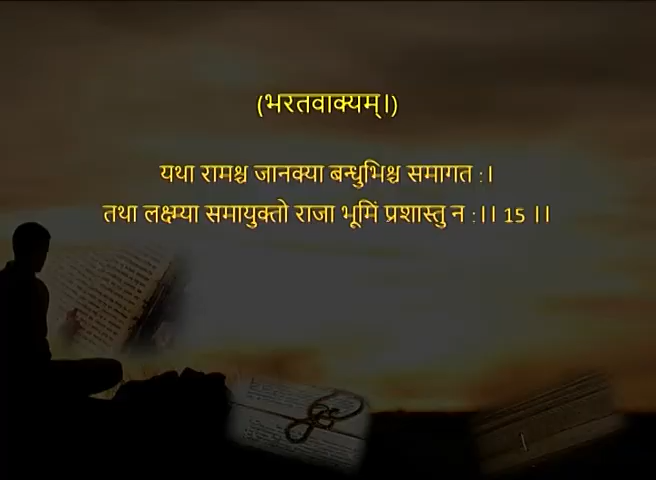 (भरतवाक्यम्।)
यथा रामश्च जानक्या बन्धुभिश्च समागत :।
तथा लक्ष्म्या समायुक्तो राजा भूमिं प्रशास्तु न :।। 15 ।।